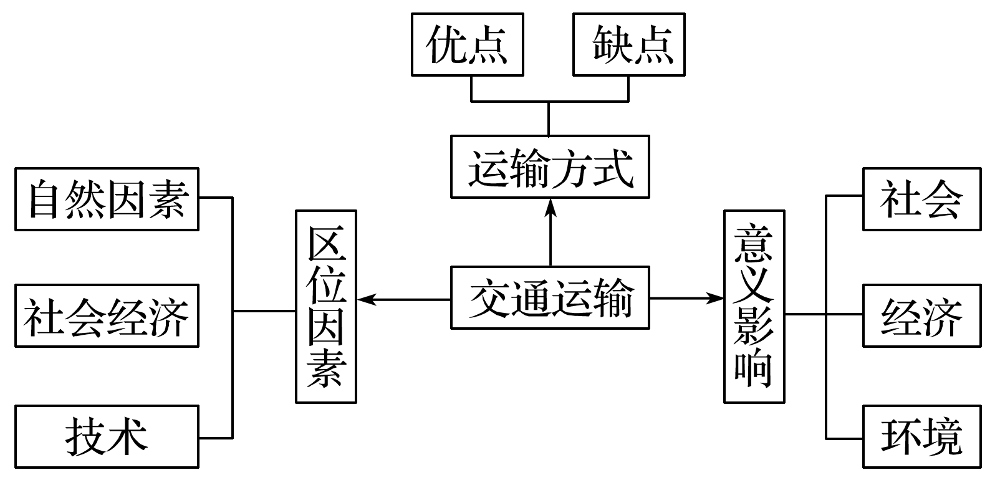 优点
缺点
运输方式
自然因素
社会经济
技术
区位因素
交通运输
意义影响
社会
经济
环境